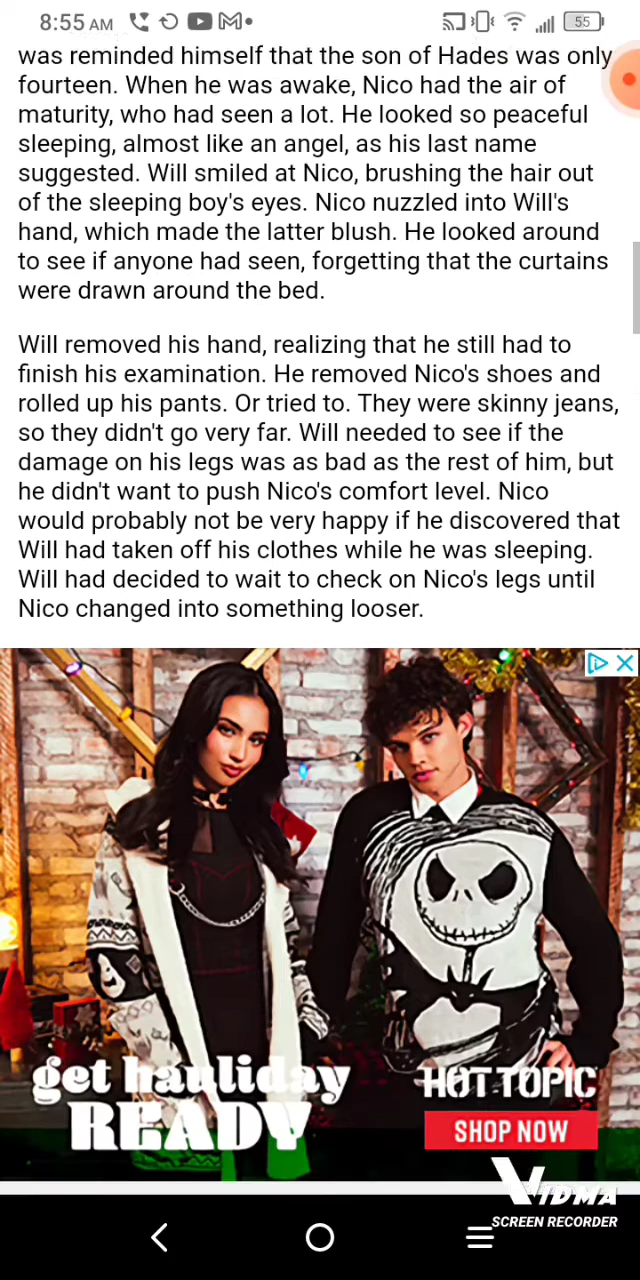 8:55 AM
55
was reminded himself that the son of Hades was only
fourteen. When he was awake, Nico had the air of
maturity, who had seen a lot. He looked so peaceful
sleeping, almost like an angel, as his last name
suggested. Will smiled at Nico, brushing the hair out
of the sleeping boy's eyes. Nico nuzzled into Will's
hand, which made the latter blush. He looked around
to see if anyone had seen, forgetting that the curtains
were drawn around the bed.
Will removed his hand, realizing that he still had to
finish his examination. He removed Nico's shoes and
rolled up his pants. Or tried to. They were skinny jeans,
so they didn't go very far. Will needed to see if the
damage on his legs was as bad as the rest of him, but
he didn't want to push Nico's comfort level. Nico
would probably not be very happy if he discovered that
Will had taken off his clothes while he was sleeping.
Will had decided to wait to check on Nico's legs until
Nico changed into something looser.
get hauliday
READY
HOT TOPIC
SHOP NOW
VIDMA
SCREEN RECORDER